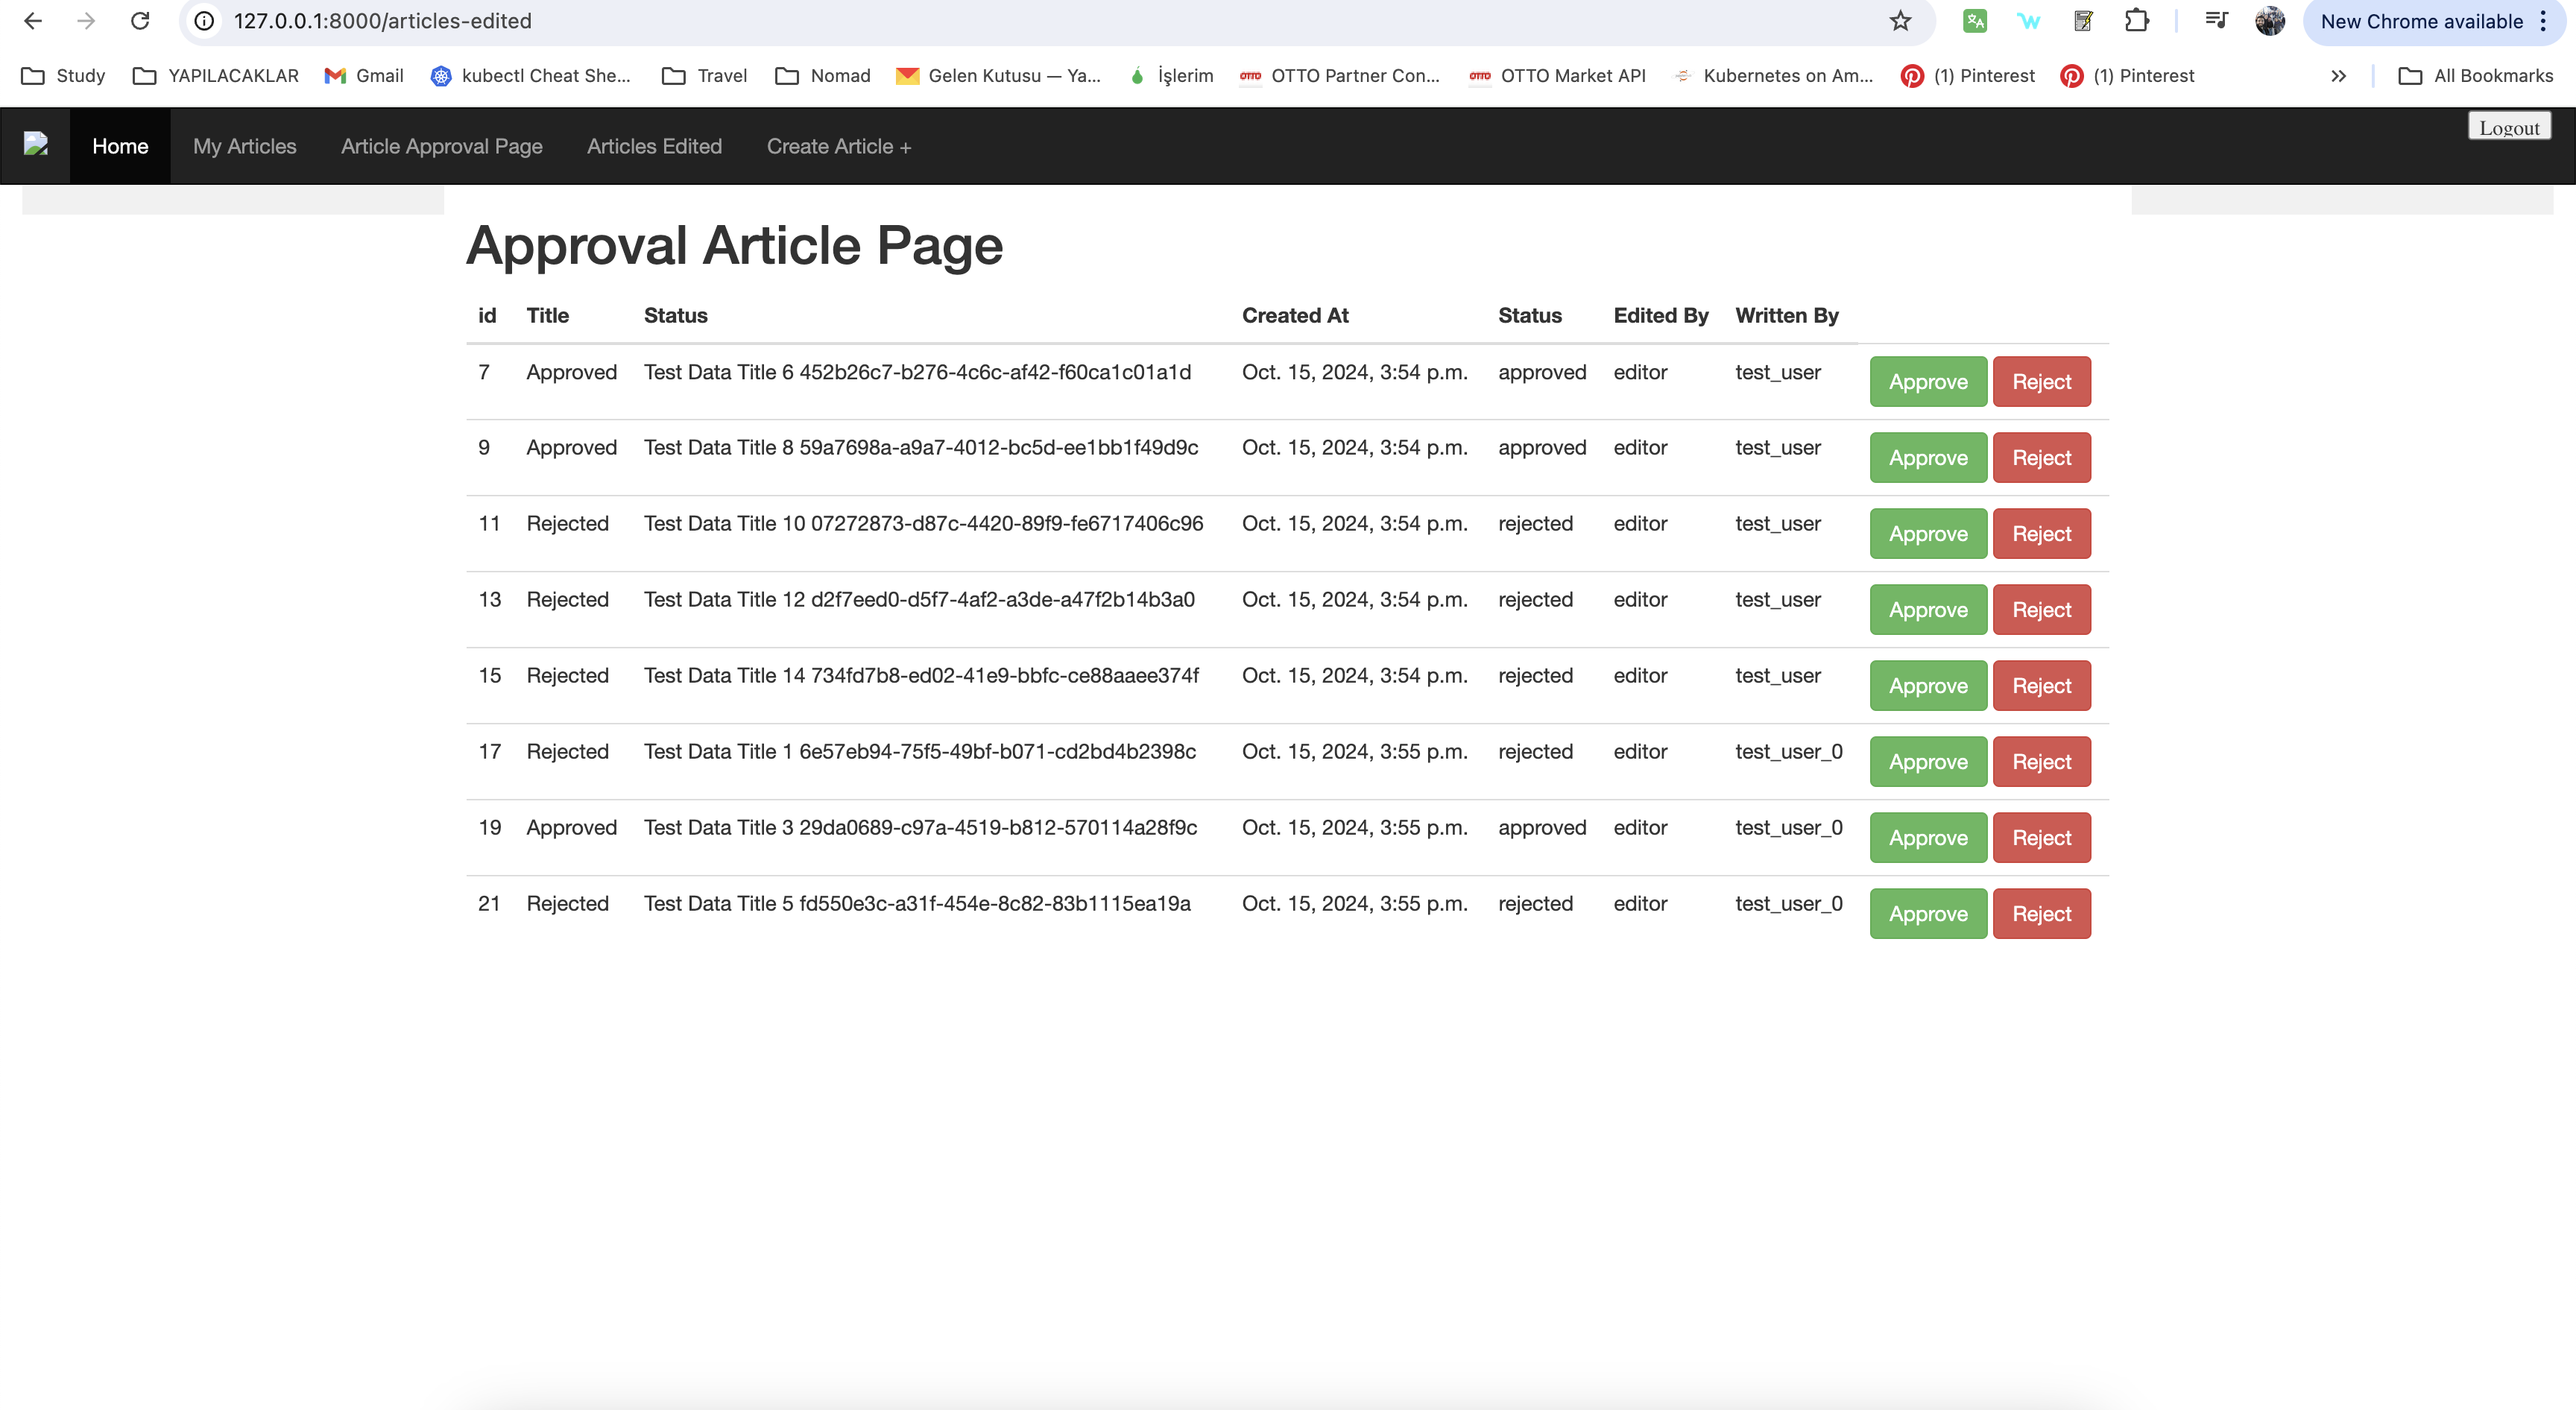 127.0.0.1:8000/articles-edited New Chrome available
Study YAPILACAKLAR Gmail kubectl Cheat She... Travel Nomad Gelen Kutusu — Ya... İşlerim OTTO OTTO Partner Con... OTTO OTTO Market API Kubernetes on Am... (1) Pinterest (1) Pinterest » All Bookmarks
Home My Articles Article Approval Page Articles Edited Create Article + Logout
Approval Article Page
id Title Status Created At Status Edited By Written By
7 Approved Test Data Title 6 452b26c7-b276-4c6c-af42-f60ca1c01a1d Oct. 15, 2024, 3:54 p.m. approved editor test_user Approve Reject
9 Approved Test Data Title 8 59a7698a-a9a7-4012-bc5d-ee1bb1f49d9c Oct. 15, 2024, 3:54 p.m. approved editor test_user Approve Reject
11 Rejected Test Data Title 10 07272873-d87c-4420-89f9-fe6717406c96 Oct. 15, 2024, 3:54 p.m. rejected editor test_user Approve Reject
13 Rejected Test Data Title 12 d2f7eed0-d5f7-4af2-a3de-a47f2b14b3a0 Oct. 15, 2024, 3:54 p.m. rejected editor test_user Approve Reject
15 Rejected Test Data Title 14 734fd7b8-ed02-41e9-bbfc-ce88aaee374f Oct. 15, 2024, 3:54 p.m. rejected editor test_user Approve Reject
17 Rejected Test Data Title 1 6e57eb94-75f5-49bf-b071-cd2bd4b2398c Oct. 15, 2024, 3:55 p.m. rejected editor test_user_0 Approve Reject
19 Approved Test Data Title 3 29da0689-c97a-4519-b812-570114a28f9c Oct. 15, 2024, 3:55 p.m. approved editor test_user_0 Approve Reject
21 Rejected Test Data Title 5 fd550e3c-a31f-454e-8c82-83b1115ea19a Oct. 15, 2024, 3:55 p.m. rejected editor test_user_0 Approve Reject